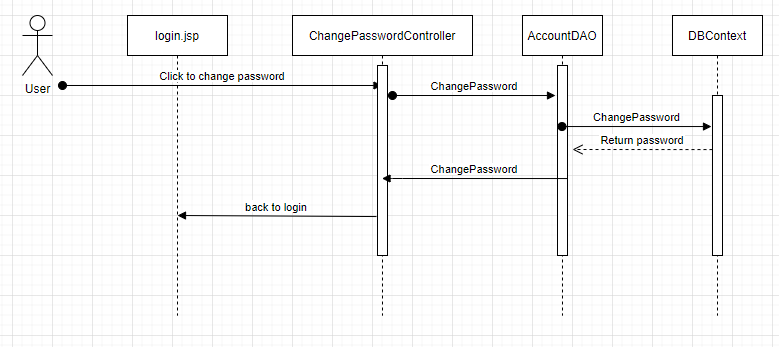 login.jsp
ChangePasswordController
AccountDAO
DBContext
User
Click to change password
ChangePassword
ChangePassword
Return password
ChangePassword
back to login